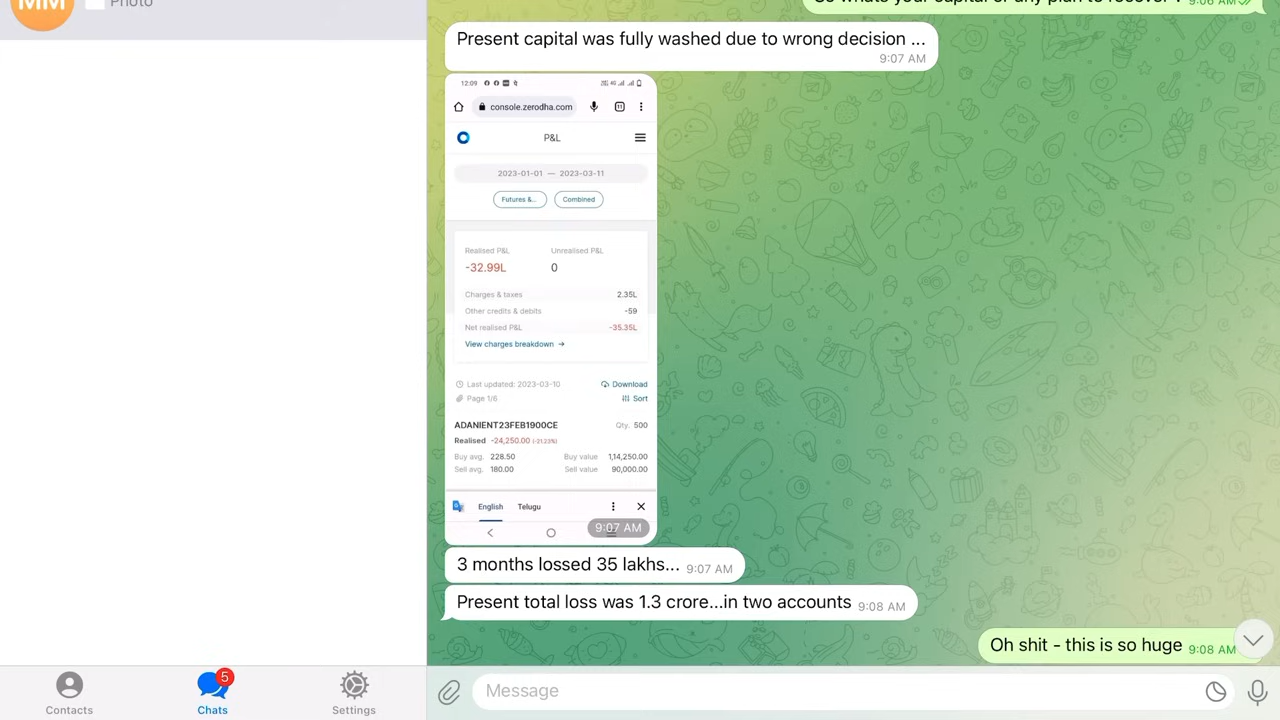 MM
Photo
So whats your capital or any plan to recover ? 9:06 AM
Present capital was fully washed due to wrong decision ...
9:07 AM
12:09
console.zerodha.com
P&L
2023-01-01 — 2023-03-11
Futures &.. Combined
Realised P&L Unrealised P&L
-32.99L 0
Charges & taxes 2.35L
Other credits & debits -59
Net realised P&L -35.35L
View charges breakdown →
Last updated: 2023-03-10 Download
Page 1/6 Sort
ADANIENT23FEB1900CE Qty. 500
Realised -24,250.00 (-21.23%)
Buy avg. 228.50 Buy value 1,14,250.00
Sell avg. 180.00 Sell value 90,000.00
English Telugu
9:07 AM
3 months lossed 35 lakhs... 9:07 AM
Present total loss was 1.3 crore...in two accounts 9:08 AM
Oh shit - this is so huge 9:08 AM
Message
5
Contacts Chats Settings